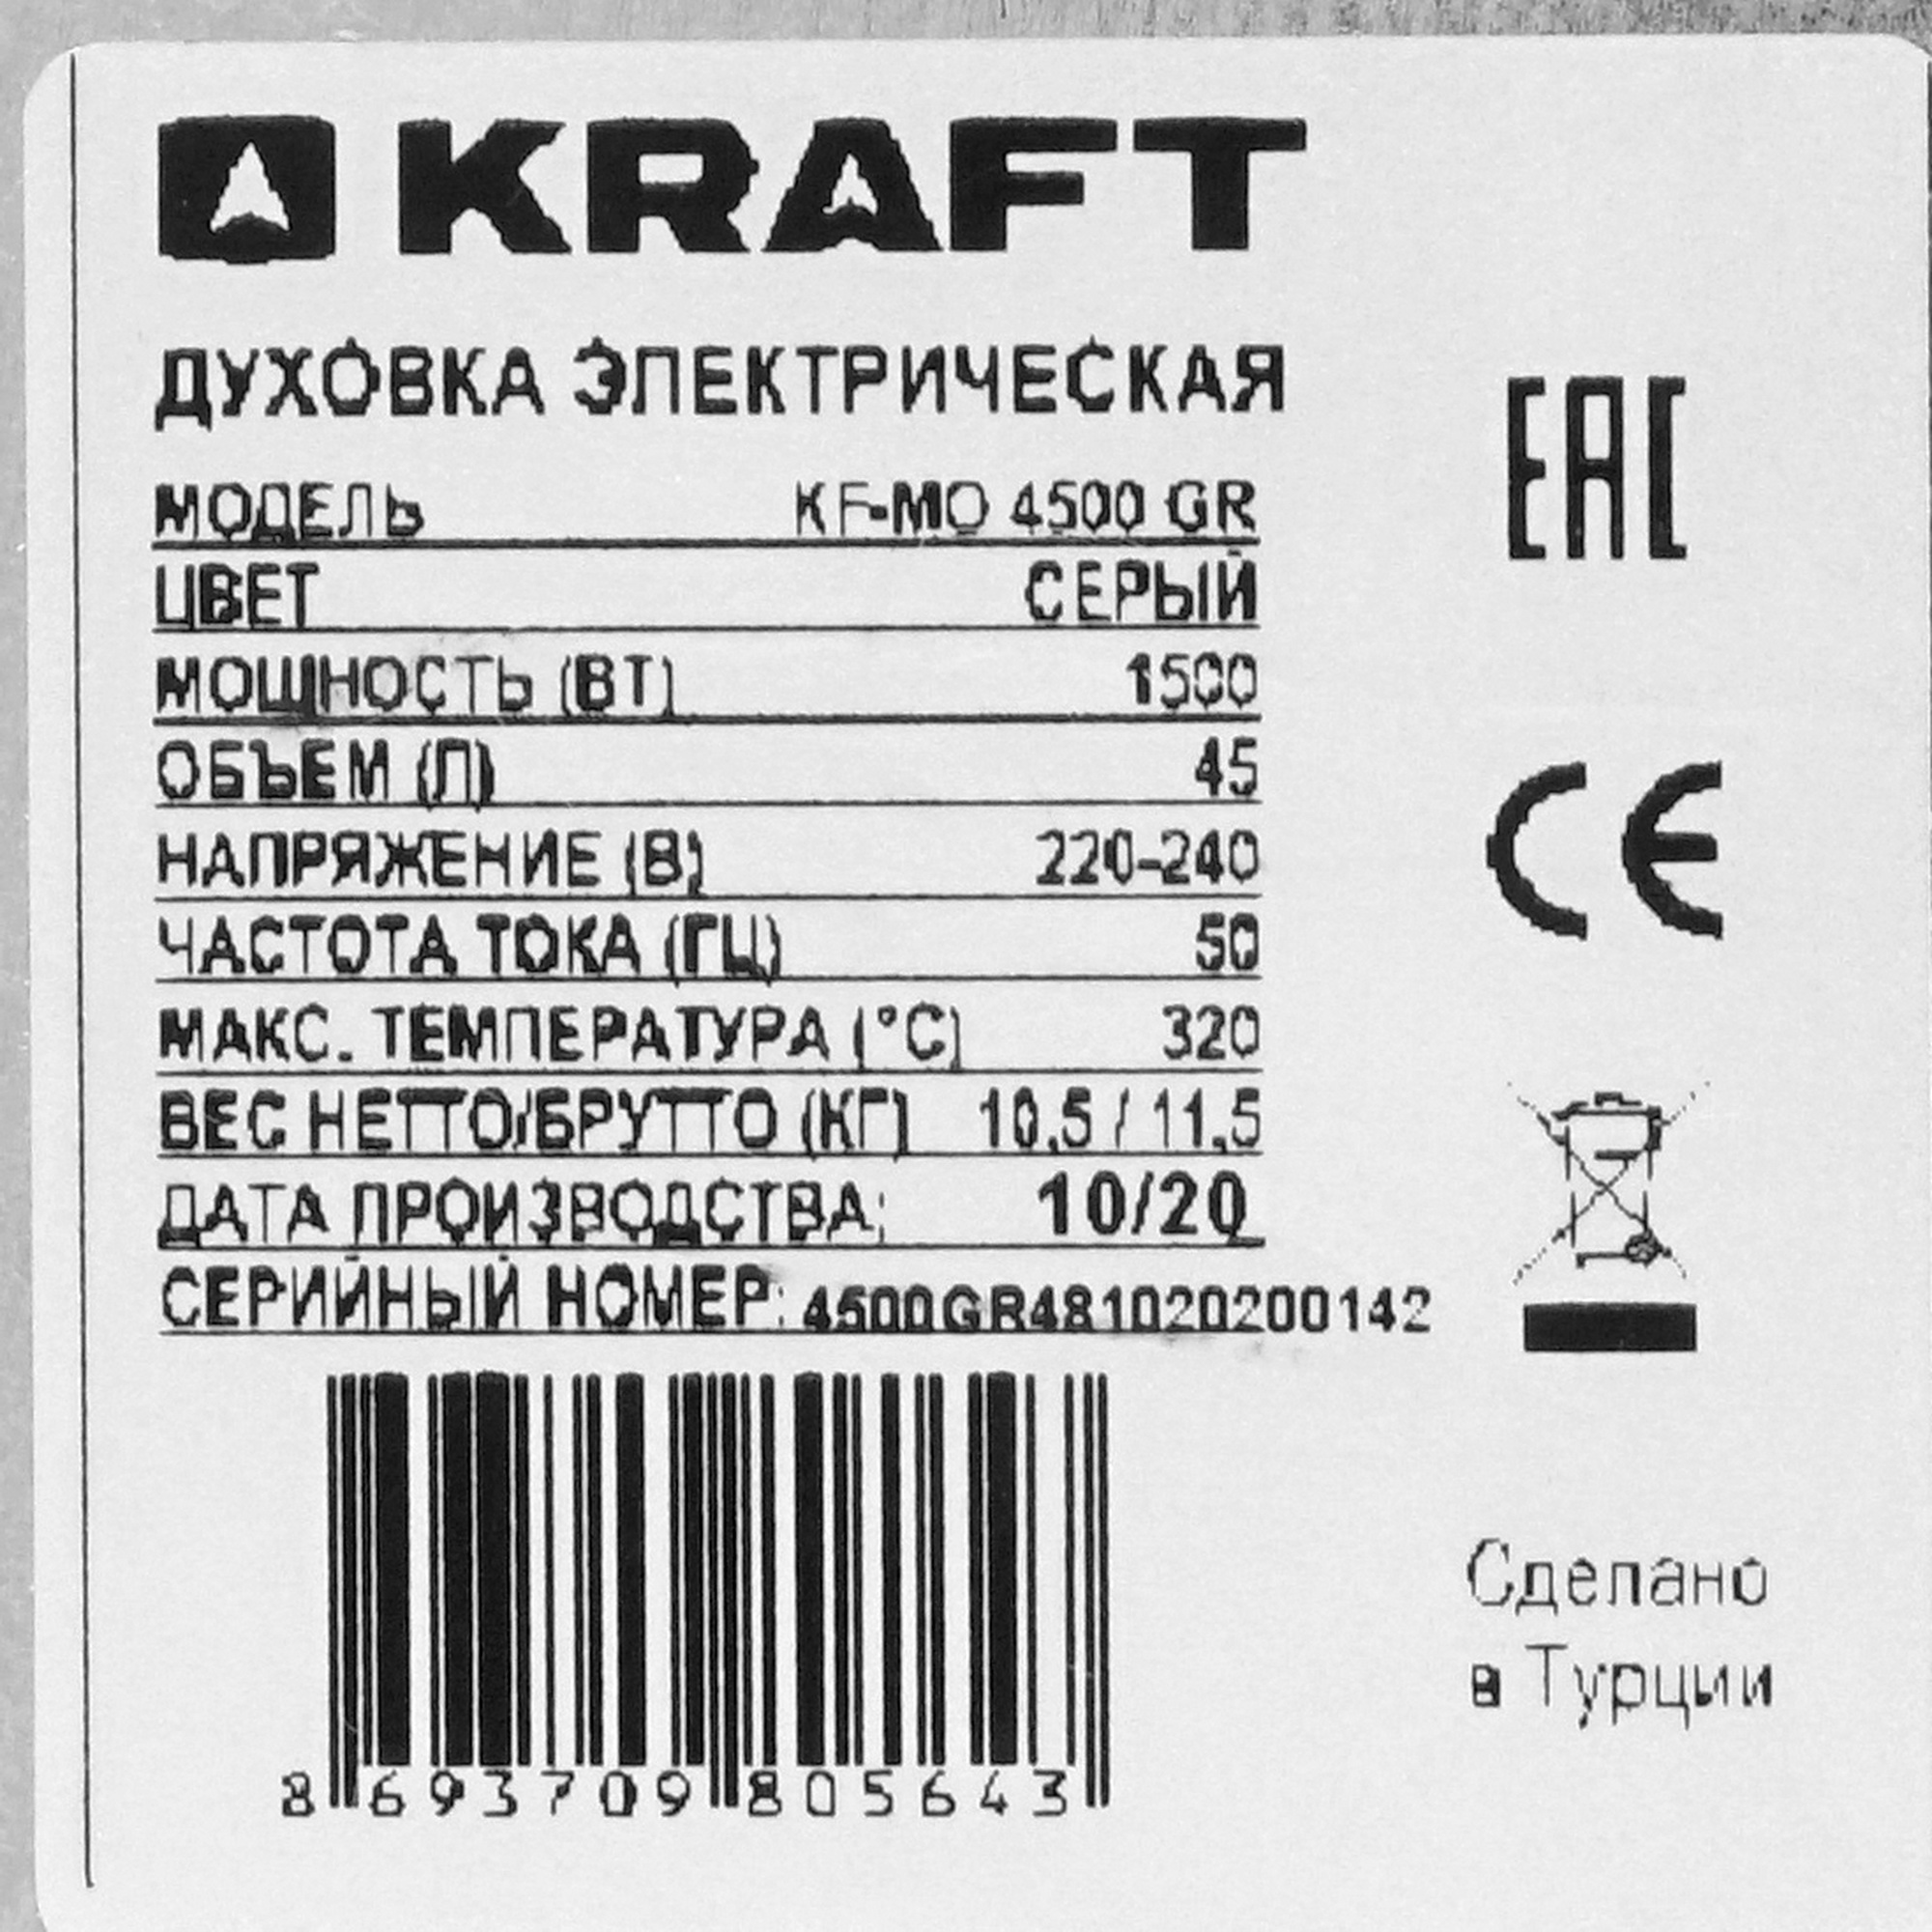 KRAFT
ДУХОВКА ЭЛЕКТРИЧЕСКАЯ
МОДЕЛЬ KF-MO 4500 GR
ЦВЕТ СЕРЫЙ
МОЩНОСТЬ (ВТ) 1500
ОБЪЕМ (Л) 45
НАПРЯЖЕНИЕ (В) 220-240
ЧАСТОТА ТОКА (ГЦ) 50
МАКС. ТЕМПЕРАТУРА (°С) 320
ВЕС НЕТТО/БРУТТО (КГ) 10,5 / 11,5
ДАТА ПРОИЗВОДСТВА: 10/20
СЕРИЙНЫЙ НОМЕР: 4500GR481020200142
8 693709 805643
EAC
CE
Сделано
в Турции